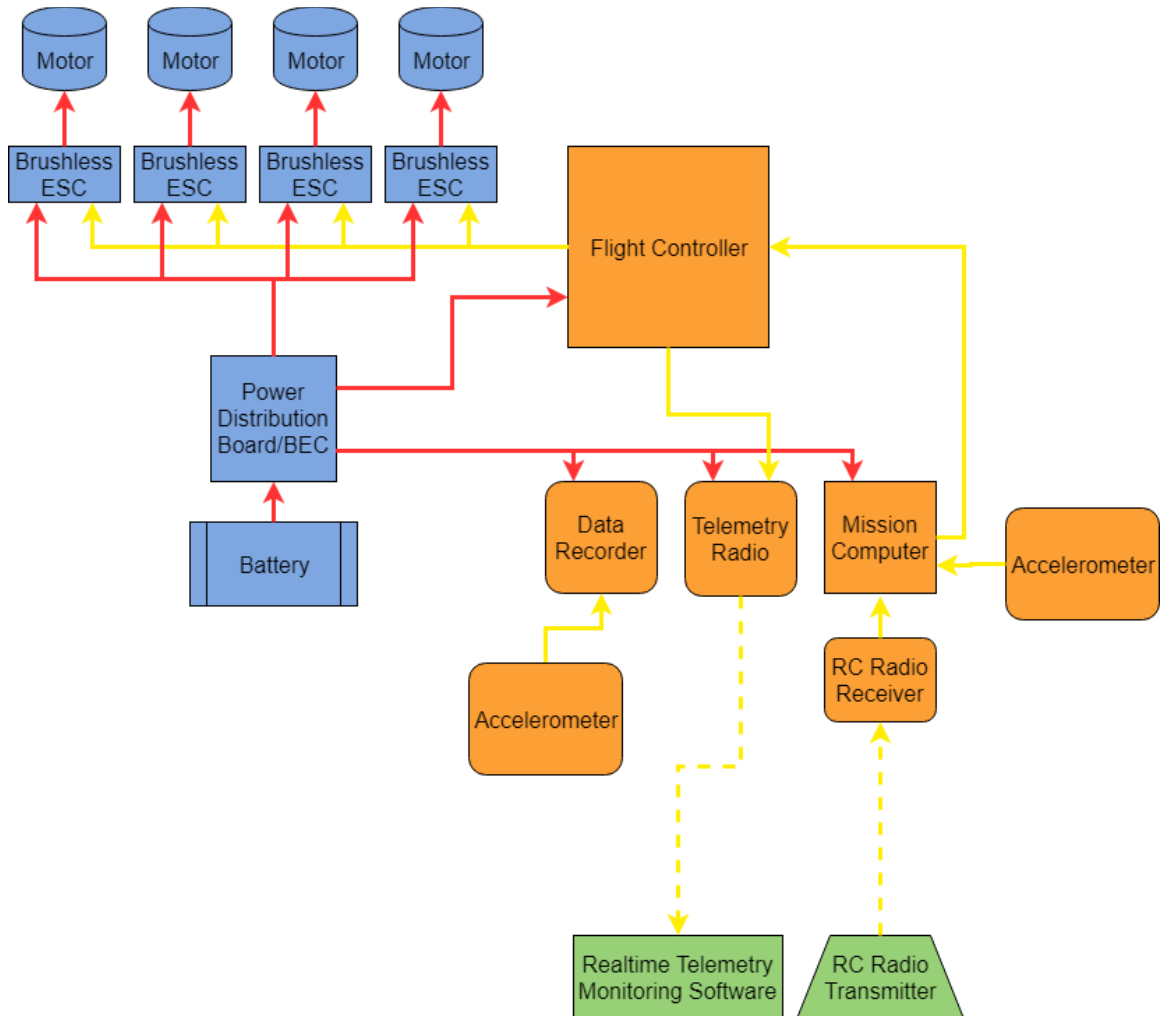 Motor
Motor
Motor
Motor
Brushless
ESC
Brushless
ESC
Brushless
ESC
Brushless
ESC
Flight Controller
Power
Distribution
Board/BEC
Battery
Data
Recorder
Telemetry
Radio
Mission
Computer
Accelerometer
RC Radio
Receiver
Accelerometer
Realtime Telemetry
Monitoring Software
RC Radio
Transmitter